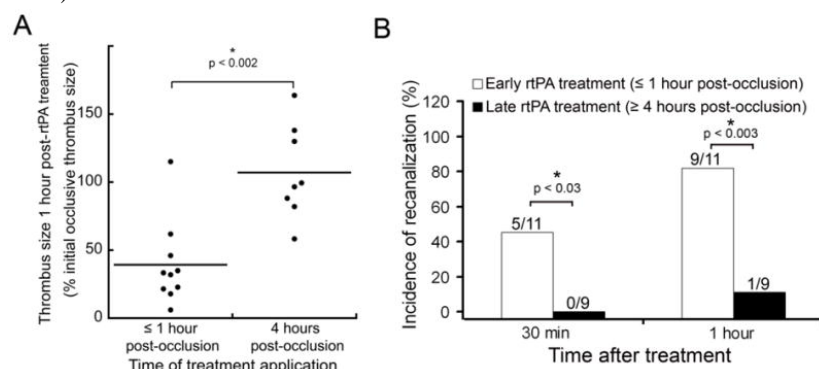 A
*
p < 0.002
Thrombus size 1 hour post-rtPA treamtent
(% initial occlusive thrombus size)
150
100
50
0
≤ 1 hour
post-occlusion
4 hours
post-occlusion
Time of treatment application
B
Early rtPA treatment (≤ 1 hour post-occlusion)
Late rtPA treatment (≥ 4 hours post-occlusion)
Incidence of recanalization (%)
120
100
80
60
40
20
0
5/11
*
p < 0.03
0/9
9/11
*
p < 0.003
1/9
30 min
1 hour
Time after treatment